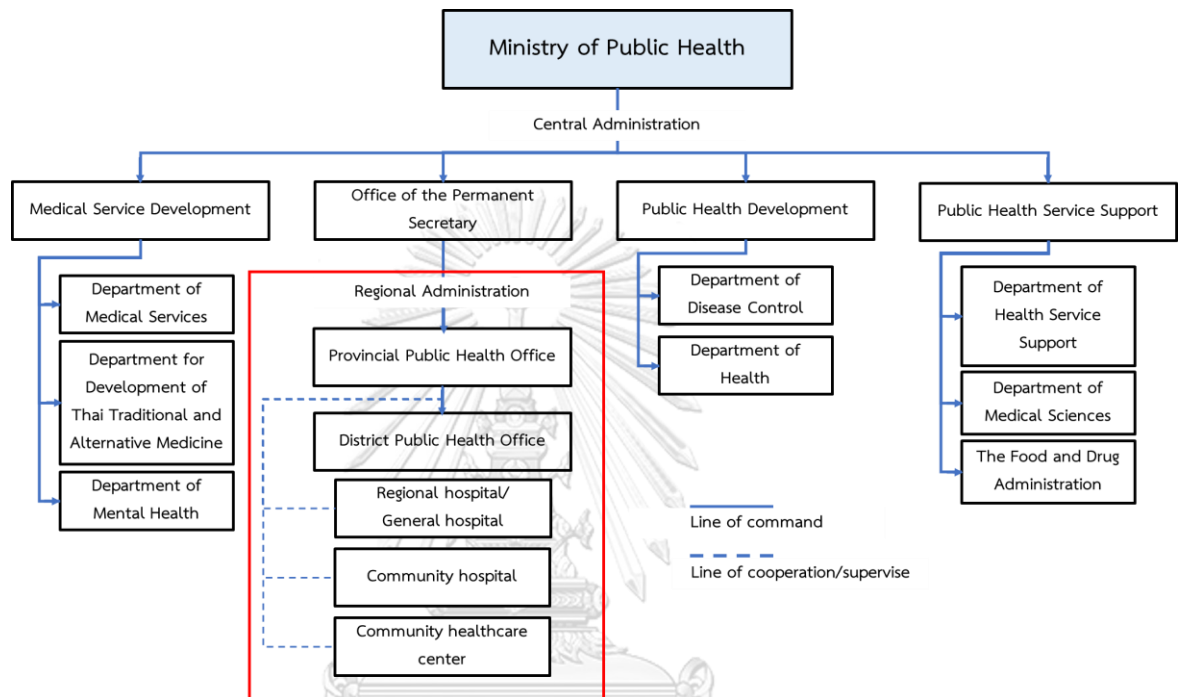 Ministry of Public Health
Central Administration
Medical Service Development
Office of the Permanent
Secretary
Public Health Development
Public Health Service Support
Department of
Medical Services
Department for
Development of
Thai Traditional and
Alternative Medicine
Department of
Mental Health
Regional Administration
Provincial Public Health Office
District Public Health Office
Regional hospital/
General hospital
Community hospital
Community healthcare
center
Department of
Disease Control
Department of
Health
Department of
Health Service
Support
Department of
Medical Sciences
The Food and Drug
Administration
Line of command
Line of cooperation/supervise